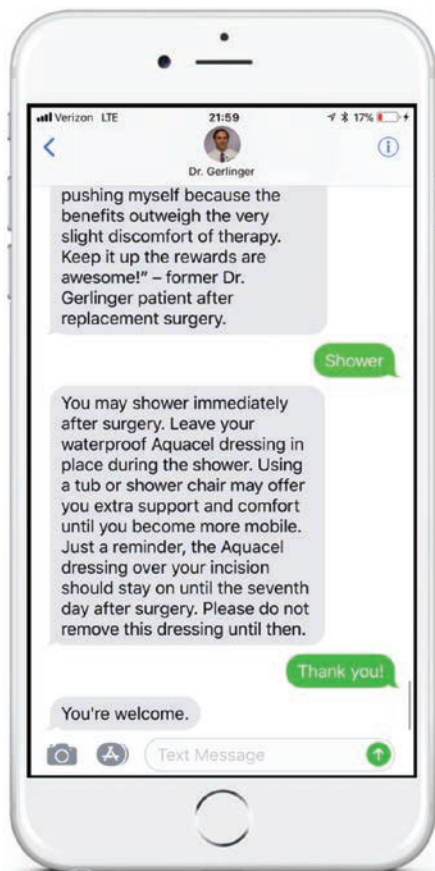 Verizon LTE
21:59
17%
Dr. Gerlinger
pushing myself because the
benefits outweigh the very
slight discomfort of therapy.
Keep it up the rewards are
awesome!” – former Dr.
Gerlinger patient after
replacement surgery.
Shower
You may shower immediately
after surgery. Leave your
waterproof Aquacel dressing in
place during the shower. Using
a tub or shower chair may offer
you extra support and comfort
until you become more mobile.
Just a reminder, the Aquacel
dressing over your incision
should stay on until the seventh
day after surgery. Please do not
remove this dressing until then.
Thank you!
You're welcome.
Text Message